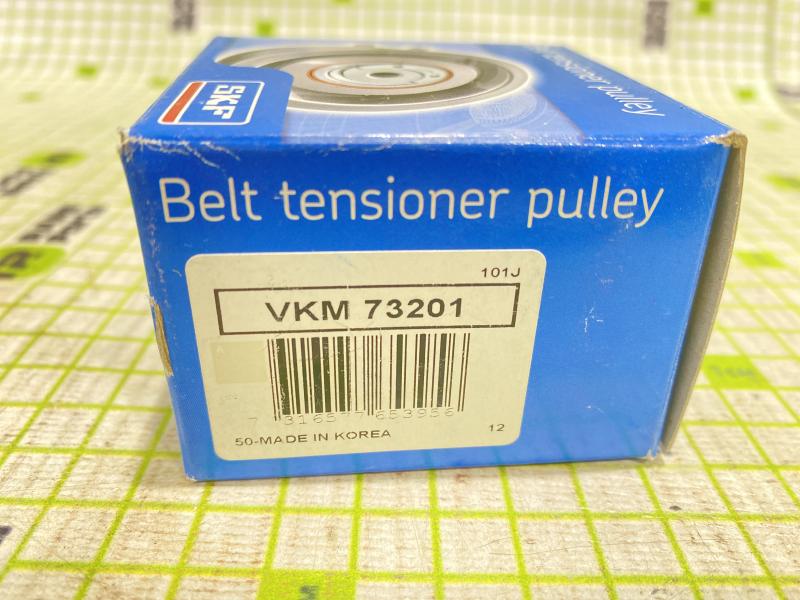 SKF
Belt tensioner pulley
101J
VKM 73201
7 316577 653956
50-MADE IN KOREA
12